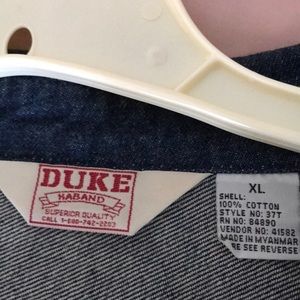 DUKE
HABAND
SUPERIOR QUALITY
CALL 1-800-742-2203
XL
SHELL:
100% COTTON
STYLE NO: 37T
RN NO: 84890
VENDOR NO: 41582
MADE IN MYANMAR
SEE REVERSE